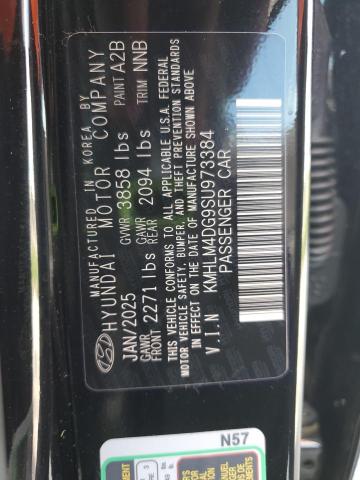 MANUFACTURED IN KOREA BY
HYUNDAI MOTOR COMPANY
JAN/2025 GVWR 3858 lbs PAINT A2B
GAWR FRONT 2271 lbs GAWR REAR 2094 lbs TRIM NNB
THIS VEHICLE CONFORMS TO ALL APPLICABLE U.S.A. FEDERAL
MOTOR VEHICLE SAFETY, BUMPER, AND THEFT PREVENTION STANDARDS
IN EFFECT ON THE DATE OF MANUFACTURE SHOWN ABOVE.
V.I.N KMHLM4DG9SU973384
PASSENGER CAR
N57